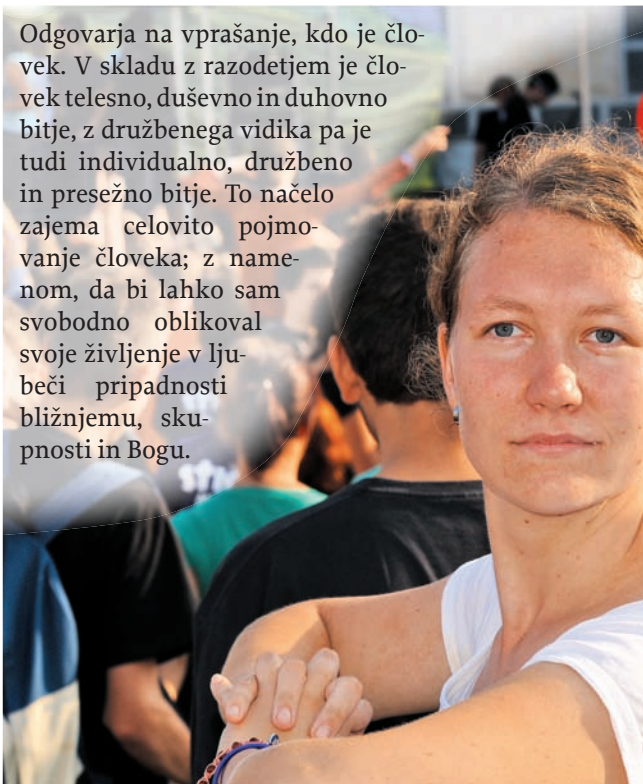 Odgovarja na vprašanje, kdo je člo-
vek. V skladu z razodetjem je člo-
vek telesno, duševno in duhovno
bitje, z družbenega vidika pa je
tudi individualno, družbeno
in presežno bitje. To načelo
zajema celovito pojmo-
vanje človeka; z name-
nom, da bi lahko sam
svobodno oblikoval
svoje življenje v lju-
beči pripadnosti
bližnjemu, sku-
pnosti in Bogu.